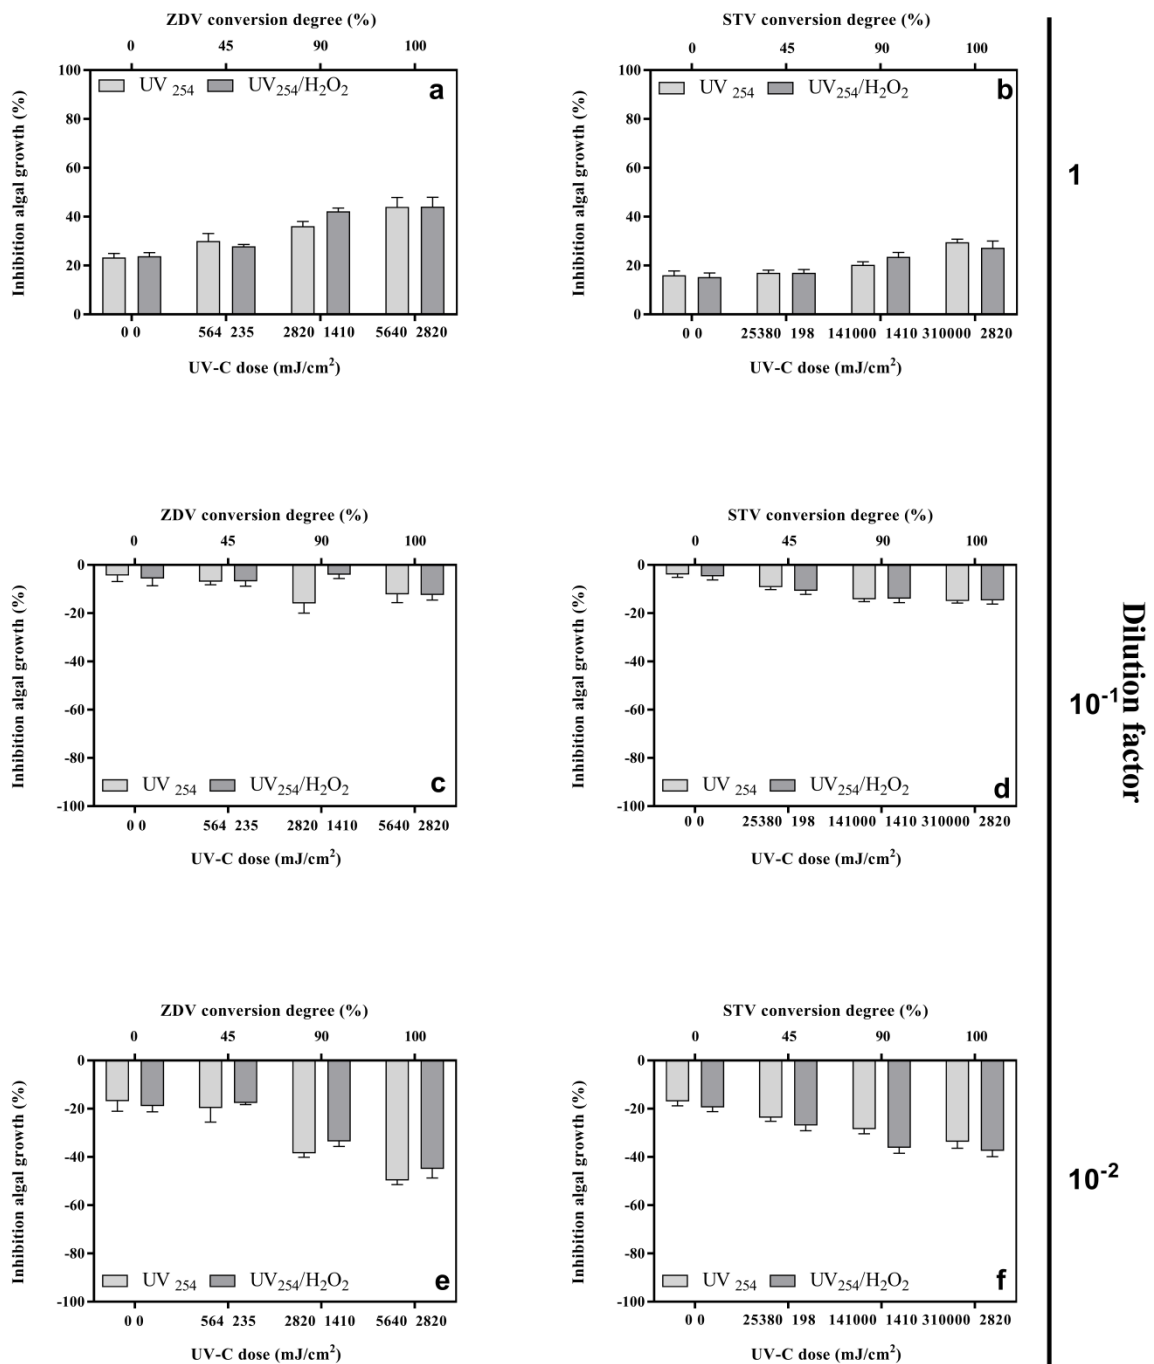 ZDV conversion degree (%)
0 45 90 100
100
80
60
40
20
0
Inhibition algal growth (%)
UV 254 UV254/H2O2
a
0 0 564 235 2820 1410 5640 2820
UV-C dose (mJ/cm2)
STV conversion degree (%)
0 45 90 100
100
80
60
40
20
0
Inhibition algal growth (%)
UV 254 UV254/H2O2
b
0 0 25380 198 141000 1410 310000 2820
UV-C dose (mJ/cm2)
1
ZDV conversion degree (%)
0 45 90 100
0
-20
-40
-60
-80
-100
Inhibition algal growth (%)
UV 254 UV254/H2O2
c
0 0 564 235 2820 1410 5640 2820
UV-C dose (mJ/cm2)
STV conversion degree (%)
0 45 90 100
0
-20
-40
-60
-80
-100
Inhibition algal growth (%)
UV 254 UV254/H2O2
d
0 0 25380 198 141000 1410 310000 2820
UV-C dose (mJ/cm2)
10-1
Dilution factor
ZDV conversion degree (%)
0 45 90 100
0
-20
-40
-60
-80
-100
Inhibition algal growth (%)
UV 254 UV254/H2O2
e
0 0 564 235 2820 1410 5640 2820
UV-C dose (mJ/cm2)
STV conversion degree (%)
0 45 90 100
0
-20
-40
-60
-80
-100
Inhibition algal growth (%)
UV 254 UV254/H2O2
f
0 0 25380 198 141000 1410 310000 2820
UV-C dose (mJ/cm2)
10-2